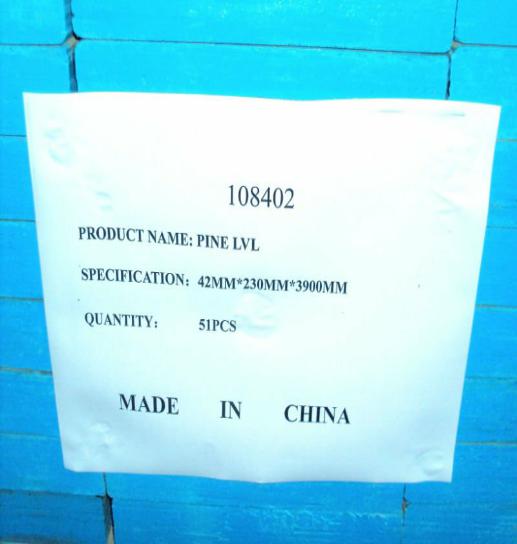 108402
PRODUCT NAME: PINE LVL
SPECIFICATION: 42MM*230MM*3900MM
QUANTITY: 51PCS
MADE IN CHINA